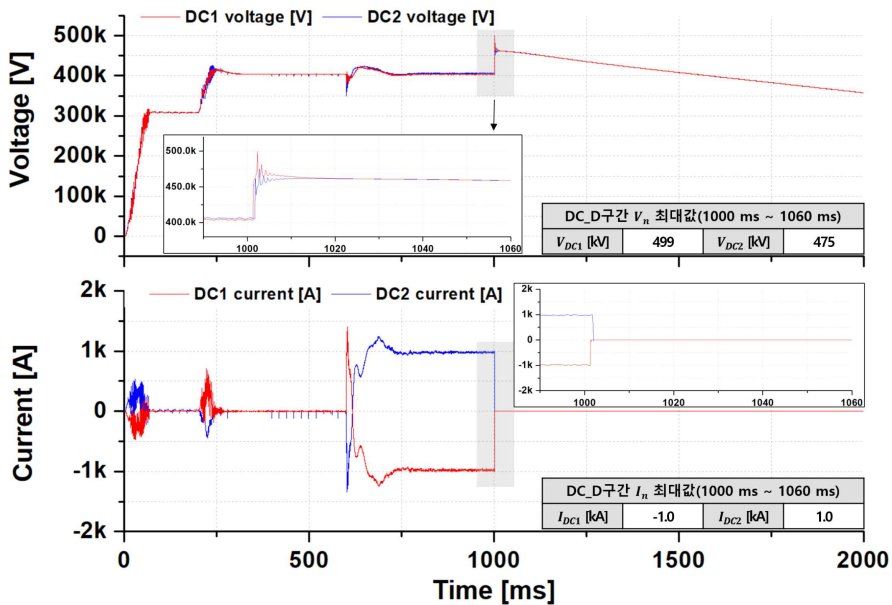 DC1 voltage [V] DC2 voltage [V]
Voltage [V]
500k
400k
300k
200k
100k
0
500.0k
450.0k
400.0k
1000 1020 1040 1060
DC_D구간 Vn 최대값(1000 ms ~ 1060 ms)
VDC1 [kV] 499 VDC2 [kV] 475
DC1 current [A] DC2 current [A]
Current [A]
2k
1k
0
-1k
-2k
2k
1k
0
-1k
-2k
1000 1020 1040 1060
DC_D구간 In 최대값(1000 ms ~ 1060 ms)
IDC1 [kA] -1.0 IDC2 [kA] 1.0
0 500 1000 1500 2000
Time [ms]